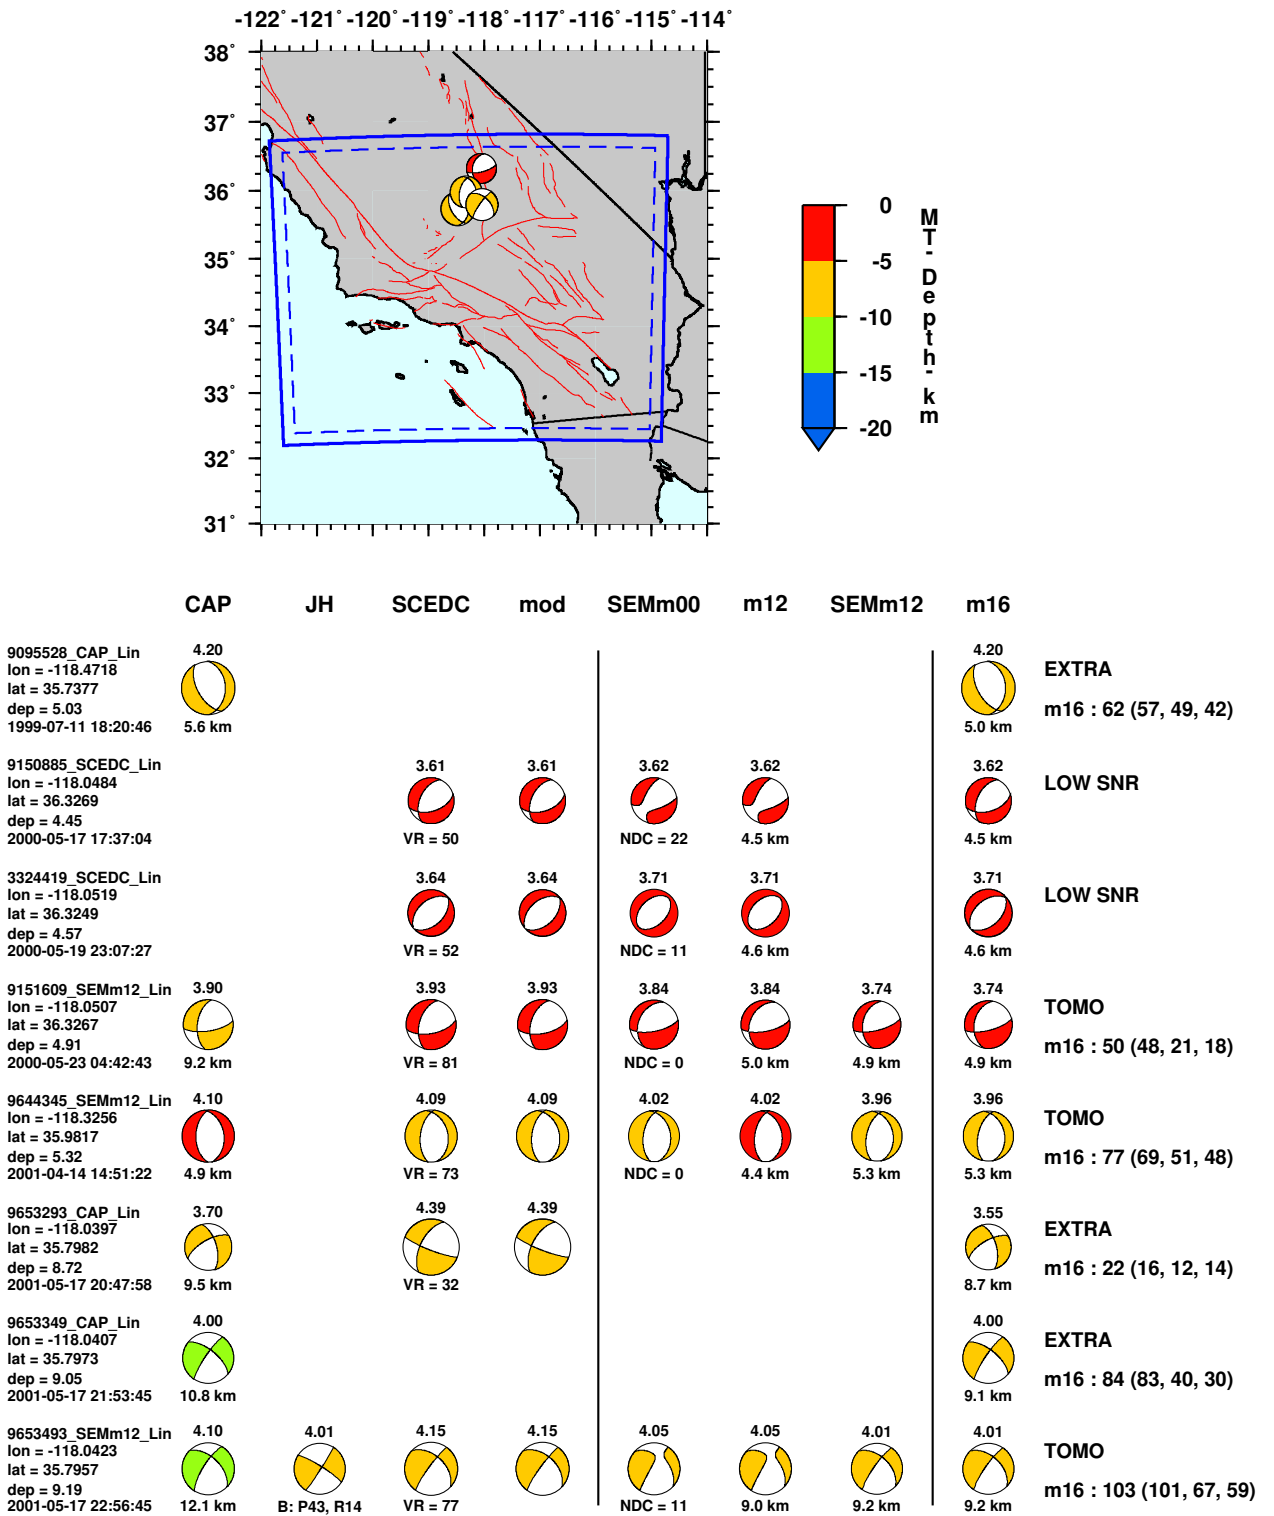 -122° -121° -120° -119° -118° -117° -116° -115° -114°
38°
37°
36°
35°
34°
33°
32°
31°
0
-5
-10
-15
-20
MT-Depth-km
CAP JH SCEDC mod SEMm00 m12 SEMm12 m16
9095528_CAP_Lin 4.20 4.20
lon = -118.4718 EXTRA
lat = 35.7377
dep = 5.03 m16 : 62 (57, 49, 42)
1999-07-11 18:20:46 5.6 km 5.0 km
9150885_SCEDC_Lin 3.61 3.61 3.62 3.62 3.62
lon = -118.0484 LOW SNR
lat = 36.3269
dep = 4.45
2000-05-17 17:37:04 VR = 50 NDC = 22 4.5 km 4.5 km
3324419_SCEDC_Lin 3.64 3.64 3.71 3.71 3.71
lon = -118.0519 LOW SNR
lat = 36.3249
dep = 4.57
2000-05-19 23:07:27 VR = 52 NDC = 11 4.6 km 4.6 km
9151609_SEMm12_Lin 3.90 3.93 3.93 3.84 3.84 3.74 3.74
lon = -118.0507 TOMO
lat = 36.3267
dep = 4.91 m16 : 50 (48, 21, 18)
2000-05-23 04:42:43 9.2 km VR = 81 NDC = 0 5.0 km 4.9 km 4.9 km
9644345_SEMm12_Lin 4.10 4.09 4.09 4.02 4.02 3.96 3.96
lon = -118.3256 TOMO
lat = 35.9817
dep = 5.32 m16 : 77 (69, 51, 48)
2001-04-14 14:51:22 4.9 km VR = 73 NDC = 0 4.4 km 5.3 km 5.3 km
9653293_CAP_Lin 3.70 4.39 4.39 3.55
lon = -118.0397 EXTRA
lat = 35.7982
dep = 8.72 m16 : 22 (16, 12, 14)
2001-05-17 20:47:58 9.5 km VR = 32 8.7 km
9653349_CAP_Lin 4.00 4.00
lon = -118.0407 EXTRA
lat = 35.7973
dep = 9.05 m16 : 84 (83, 40, 30)
2001-05-17 21:53:45 10.8 km 9.1 km
9653493_SEMm12_Lin 4.10 4.01 4.15 4.15 4.05 4.05 4.01 4.01
lon = -118.0423 TOMO
lat = 35.7957
dep = 9.19 m16 : 103 (101, 67, 59)
2001-05-17 22:56:45 12.1 km B: P43, R14 VR = 77 NDC = 11 9.0 km 9.2 km 9.2 km